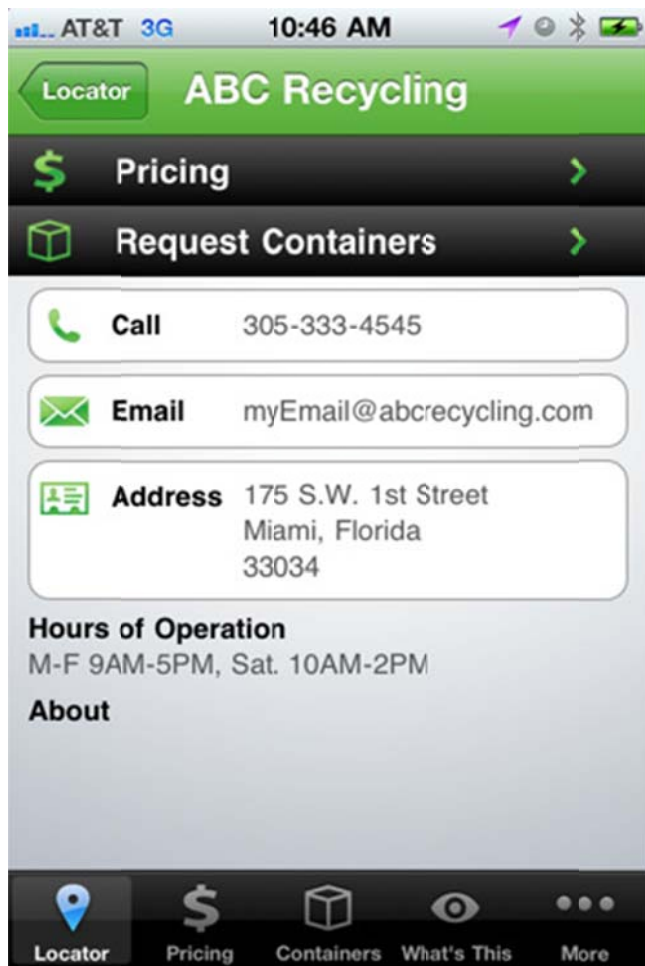 AT&T 3G 10:46 AM
Locator ABC Recycling
$ Pricing >
Request Containers >
Call 305-333-4545
Email myEmail@abcrecycling.com
Address 175 S.W. 1st Street
Miami, Florida
33034
Hours of Operation
M-F 9AM-5PM, Sat. 10AM-2PM
About
$
Locator Pricing Containers What's This More